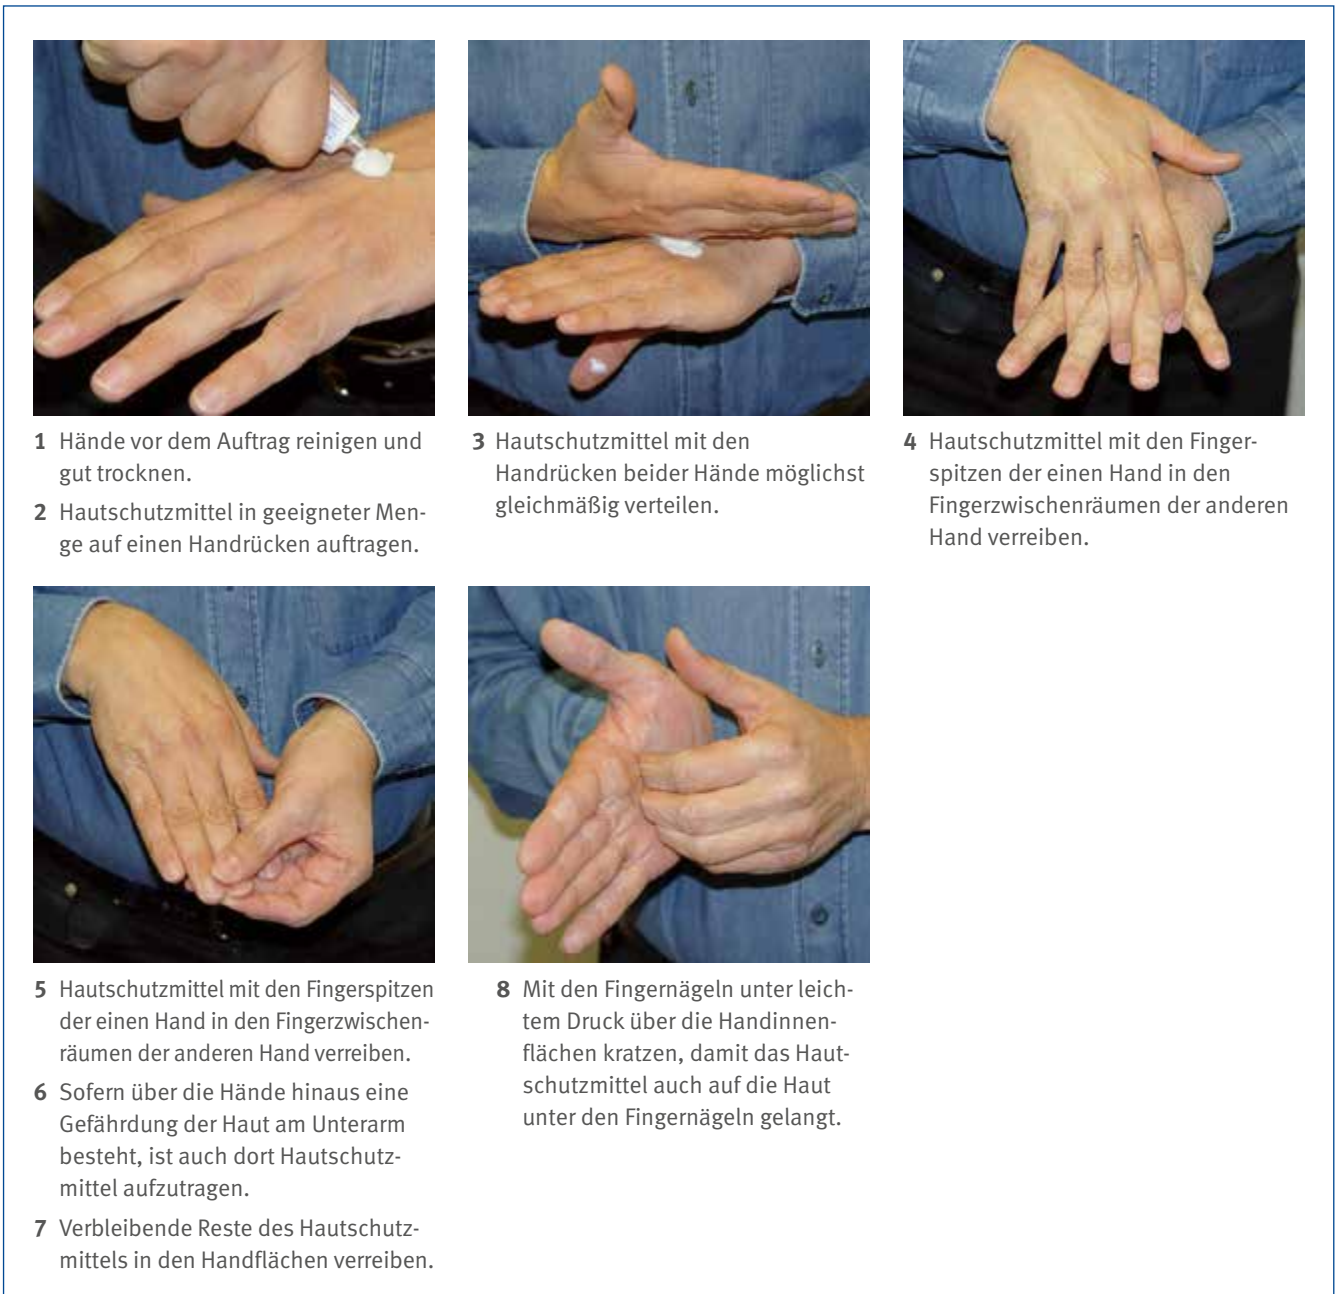 1 Hände vor dem Auftrag reinigen und
gut trocknen.
2 Hautschutzmittel in geeigneter Men-
ge auf einen Handrücken auftragen.
3 Hautschutzmittel mit den
Handrücken beider Hände möglichst
gleichmäßig verteilen.
4 Hautschutzmittel mit den Finger-
spitzen der einen Hand in den
Fingerzwischenräumen der anderen
Hand verreiben.
5 Hautschutzmittel mit den Fingerspitzen
der einen Hand in den Fingerzwischen-
räumen der anderen Hand verreiben.
6 Sofern über die Hände hinaus eine
Gefährdung der Haut am Unterarm
besteht, ist auch dort Hautschutz-
mittel aufzutragen.
7 Verbleibende Reste des Hautschutz-
mittels in den Handflächen verreiben.
8 Mit den Fingernägeln unter leich-
tem Druck über die Handinnen-
flächen kratzen, damit das Haut-
schutzmittel auch auf die Haut
unter den Fingernägeln gelangt.